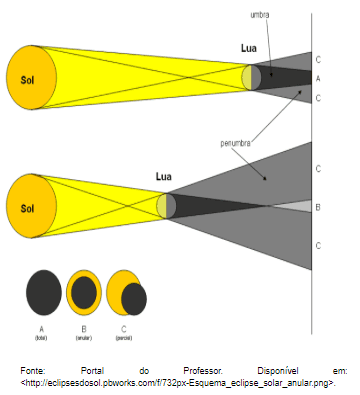 umbra
Lua
C
Sol
A
C
penumbra
C
Lua
Sol
B
C
A B C
(total) (anular) (parcial)
Fonte: Portal do Professor. Disponível em:
<http://eclipsesdosol.pbworks.com/f/732px-Esquema_eclipse_solar_anular.png>.